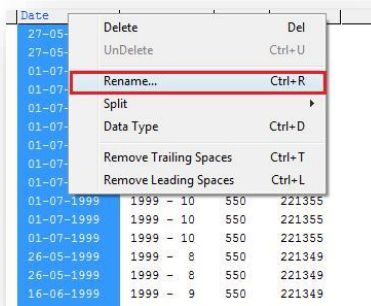 Date
27-05-
27-05-
01-07-
01-07-
01-07-
01-07-
01-07-
01-07-
01-07-
01-07-1999 1999 - 10 550 221355
01-07-1999 1999 - 10 550 221355
01-07-1999 1999 - 10 550 221355
26-05-1999 1999 - 8 550 221349
26-05-1999 1999 - 8 550 221349
16-06-1999 1999 - 9 550 221349
Delete Del
UnDelete Ctrl+U
Rename... Ctrl+R
Split
Data Type Ctrl+D
Remove Trailing Spaces Ctrl+T
Remove Leading Spaces Ctrl+L